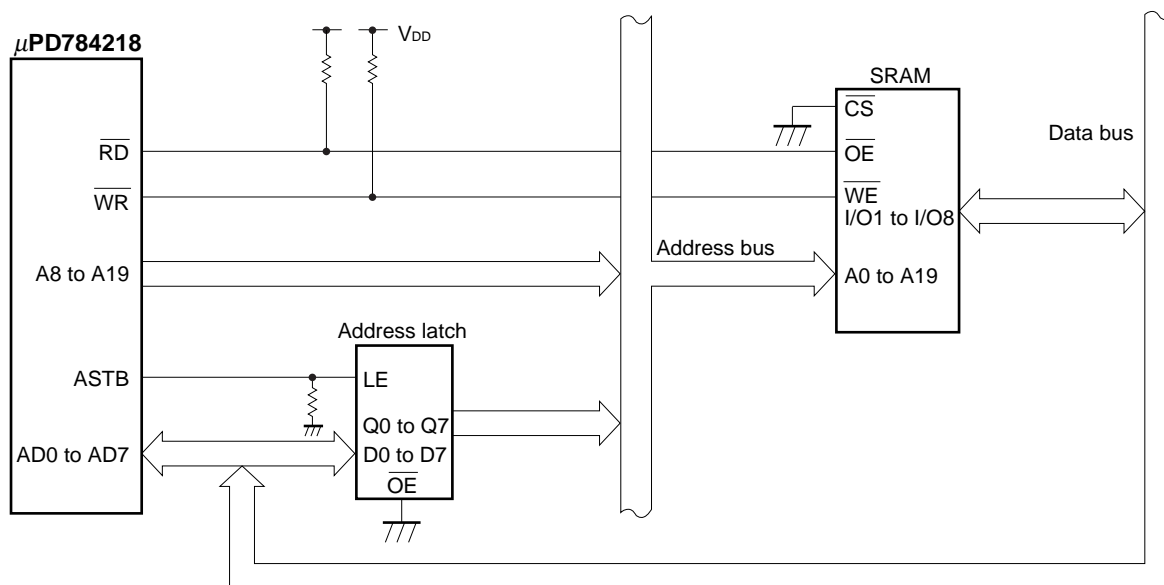 μPD784218
VDD
SRAM
CS
RD
OE
Data bus
WR
WE
I/O1 to I/O8
Address bus
A8 to A19
A0 to A19
Address latch
ASTB
LE
Q0 to Q7
AD0 to AD7
D0 to D7
OE